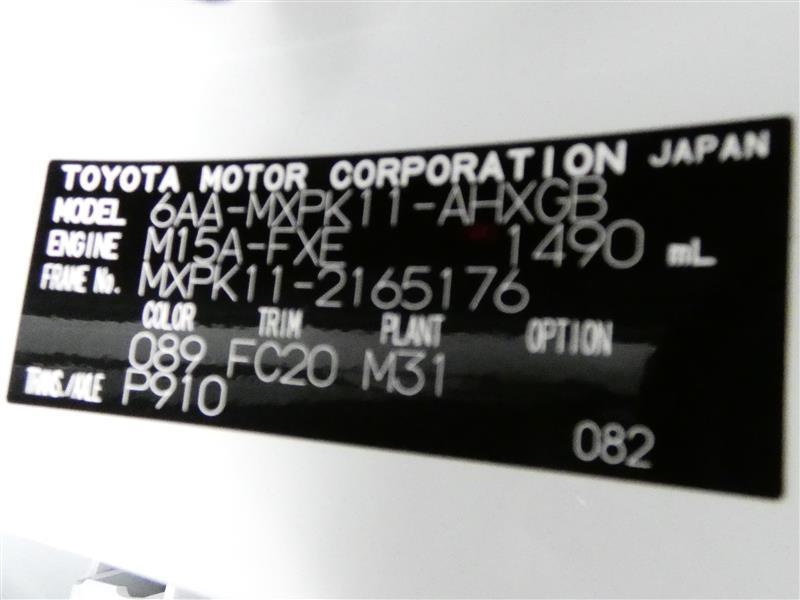 TOYOTA MOTOR CORPORATION JAPAN
MODEL 6AA-MXPK11-AHXGB
ENGINE M15A-FXE 1490 mL
FRAME No. MXPK11-2165176
COLOR TRIM PLANT OPTION
089 FC20 M31
TRANS./AXLE P910
082